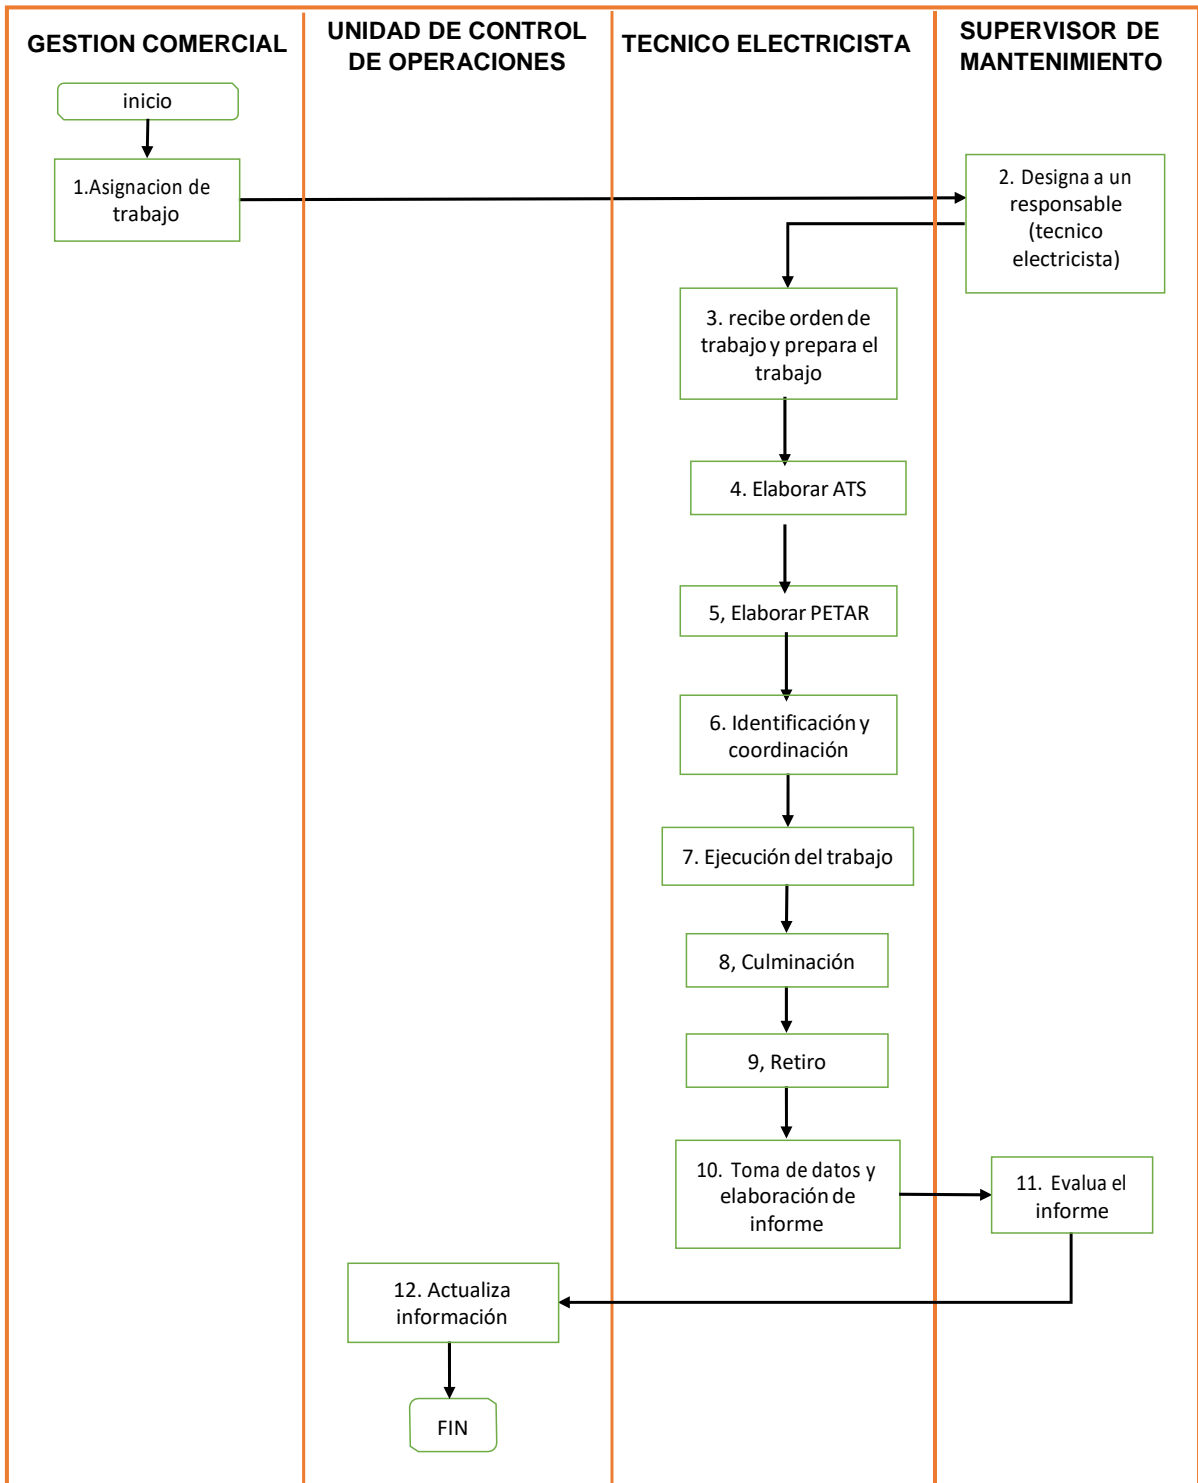 GESTION COMERCIAL
UNIDAD DE CONTROL
DE OPERACIONES
TECNICO ELECTRICISTA
SUPERVISOR DE
MANTENIMIENTO
inicio
1.Asignacion de
trabajo
2. Designa a un
responsable
(tecnico
electricista)
3. recibe orden de
trabajo y prepara el
trabajo
4. Elaborar ATS
5, Elaborar PETAR
6. Identificación y
coordinación
7. Ejecución del trabajo
8, Culminación
9, Retiro
10. Toma de datos y
elaboración de
informe
11. Evalua el
informe
12. Actualiza
información
FIN